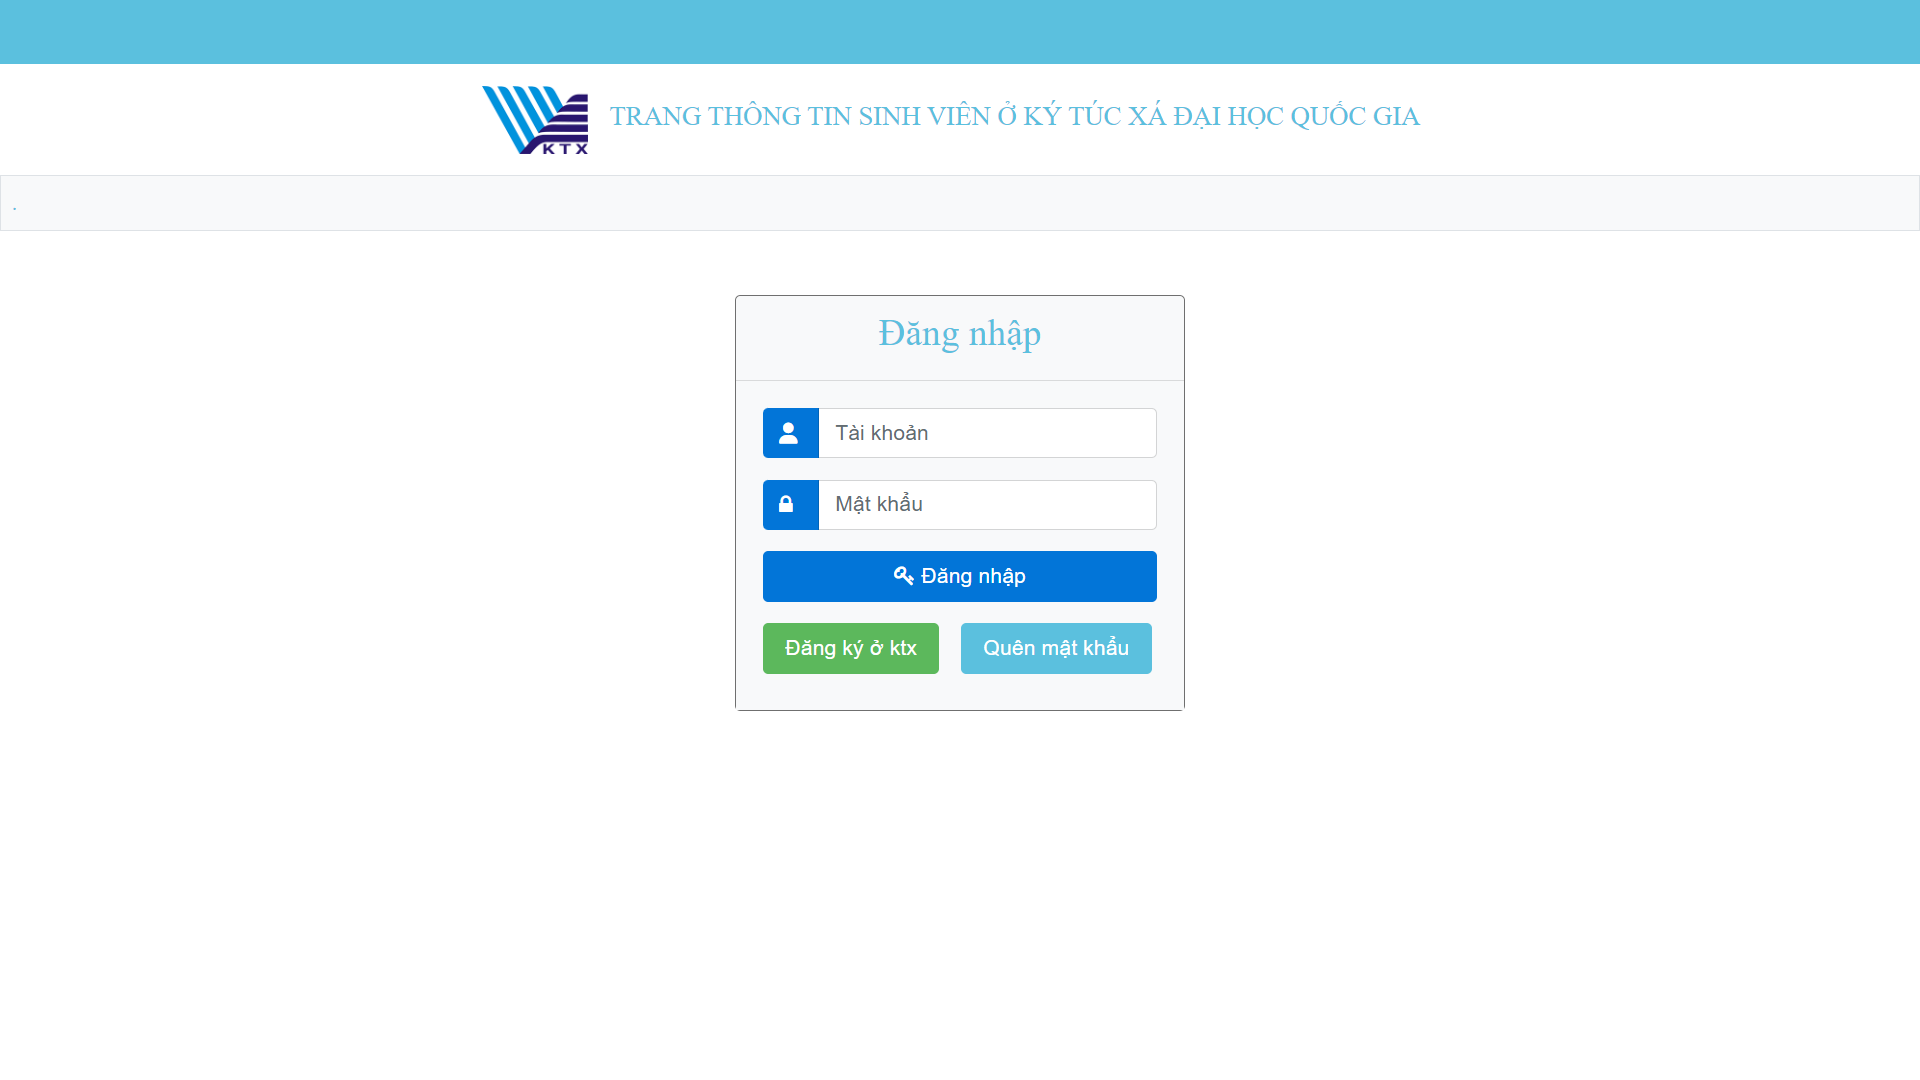 KTX
TRANG THÔNG TIN SINH VIÊN Ở KÝ TÚC XÁ ĐẠI HỌC QUỐC GIA
.
Đăng nhập
Tài khoản
Mật khẩu
Đăng nhập
Đăng ký ở ktx
Quên mật khẩu